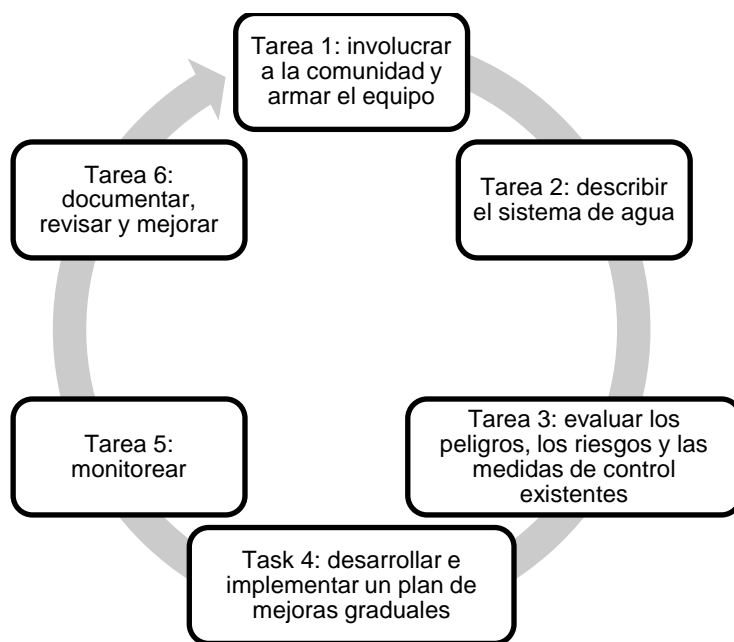 Tarea 1: involucrar
a la comunidad y
armar el equipo
Tarea 2: describir
el sistema de agua
Tarea 3: evaluar los
peligros, los riesgos y las
medidas de control
existentes
Task 4: desarrollar e
implementar un plan de
mejoras graduales
Tarea 5:
monitorear
Tarea 6:
documentar,
revisar y mejorar